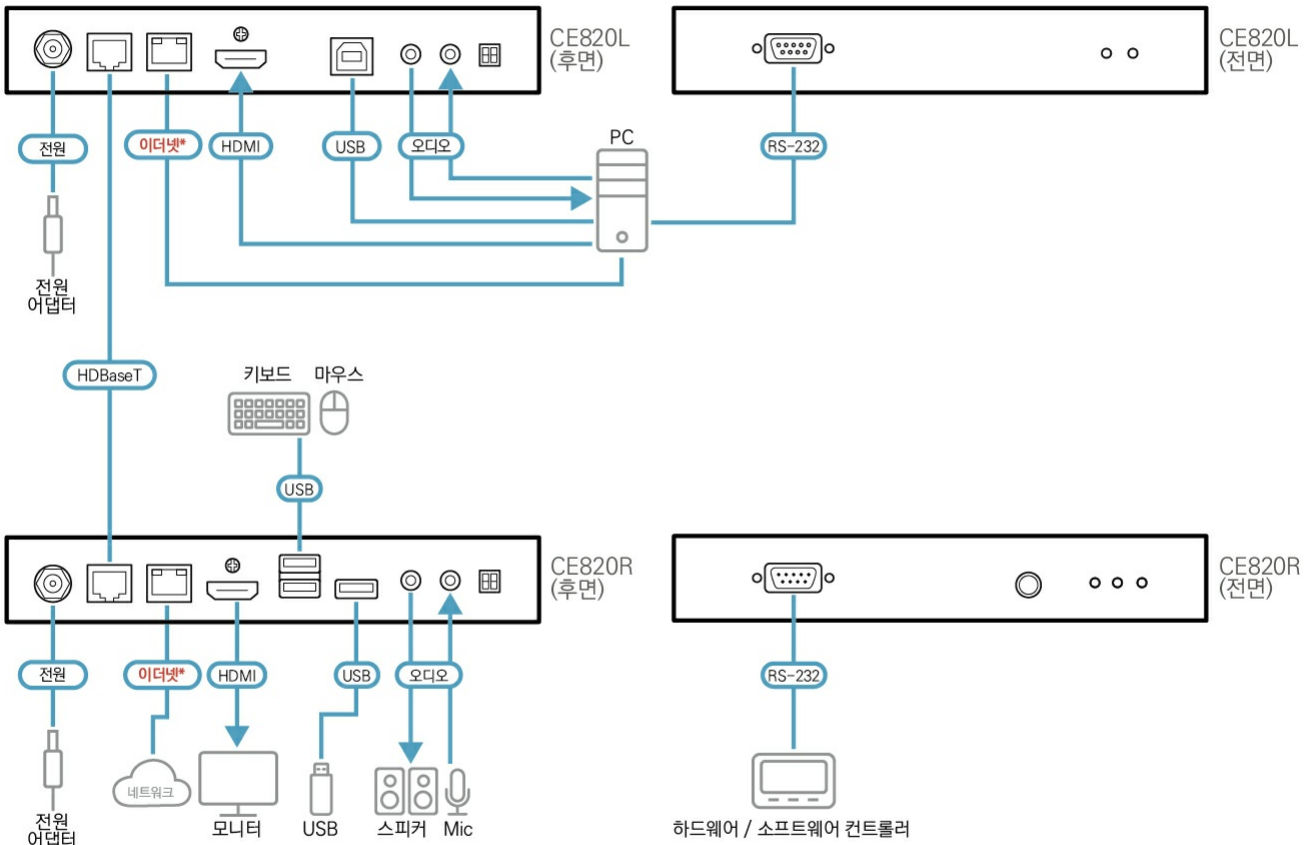 CE820L
(후면)
CE820L
(전면)
전원
이더넷*
HDMI
USB
오디오
PC
RS-232
전원
어댑터
HDBaseT
키보드
마우스
USB
CE820R
(후면)
CE820R
(전면)
전원
이더넷*
HDMI
USB
오디오
RS-232
네트워크
전원
어댑터
모니터
USB
스피커
Mic
하드웨어 / 소프트웨어 컨트롤러